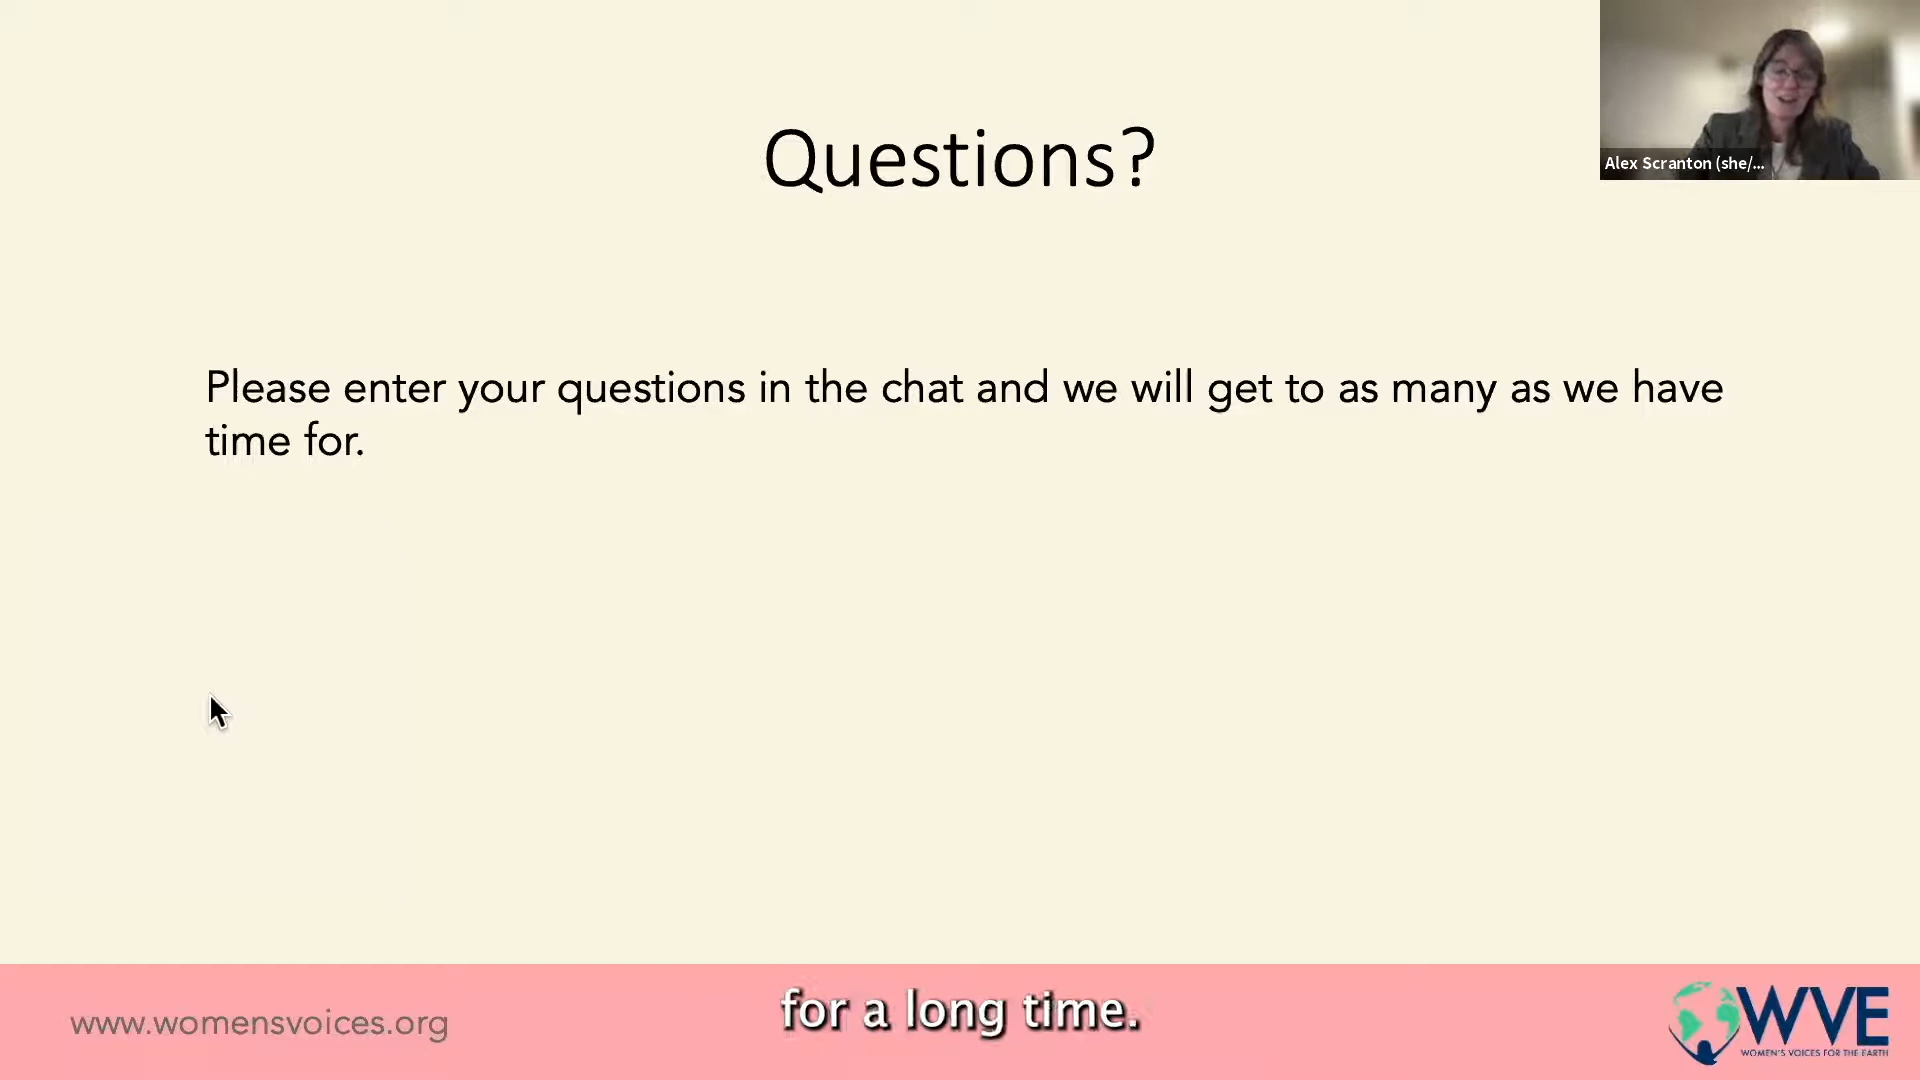 Questions?
Alex Scranton (she/...
Please enter your questions in the chat and we will get to as many as we have
time for.
for a long time.
www.womensvoices.org
WVE
WOMEN'S VOICES FOR THE EARTH